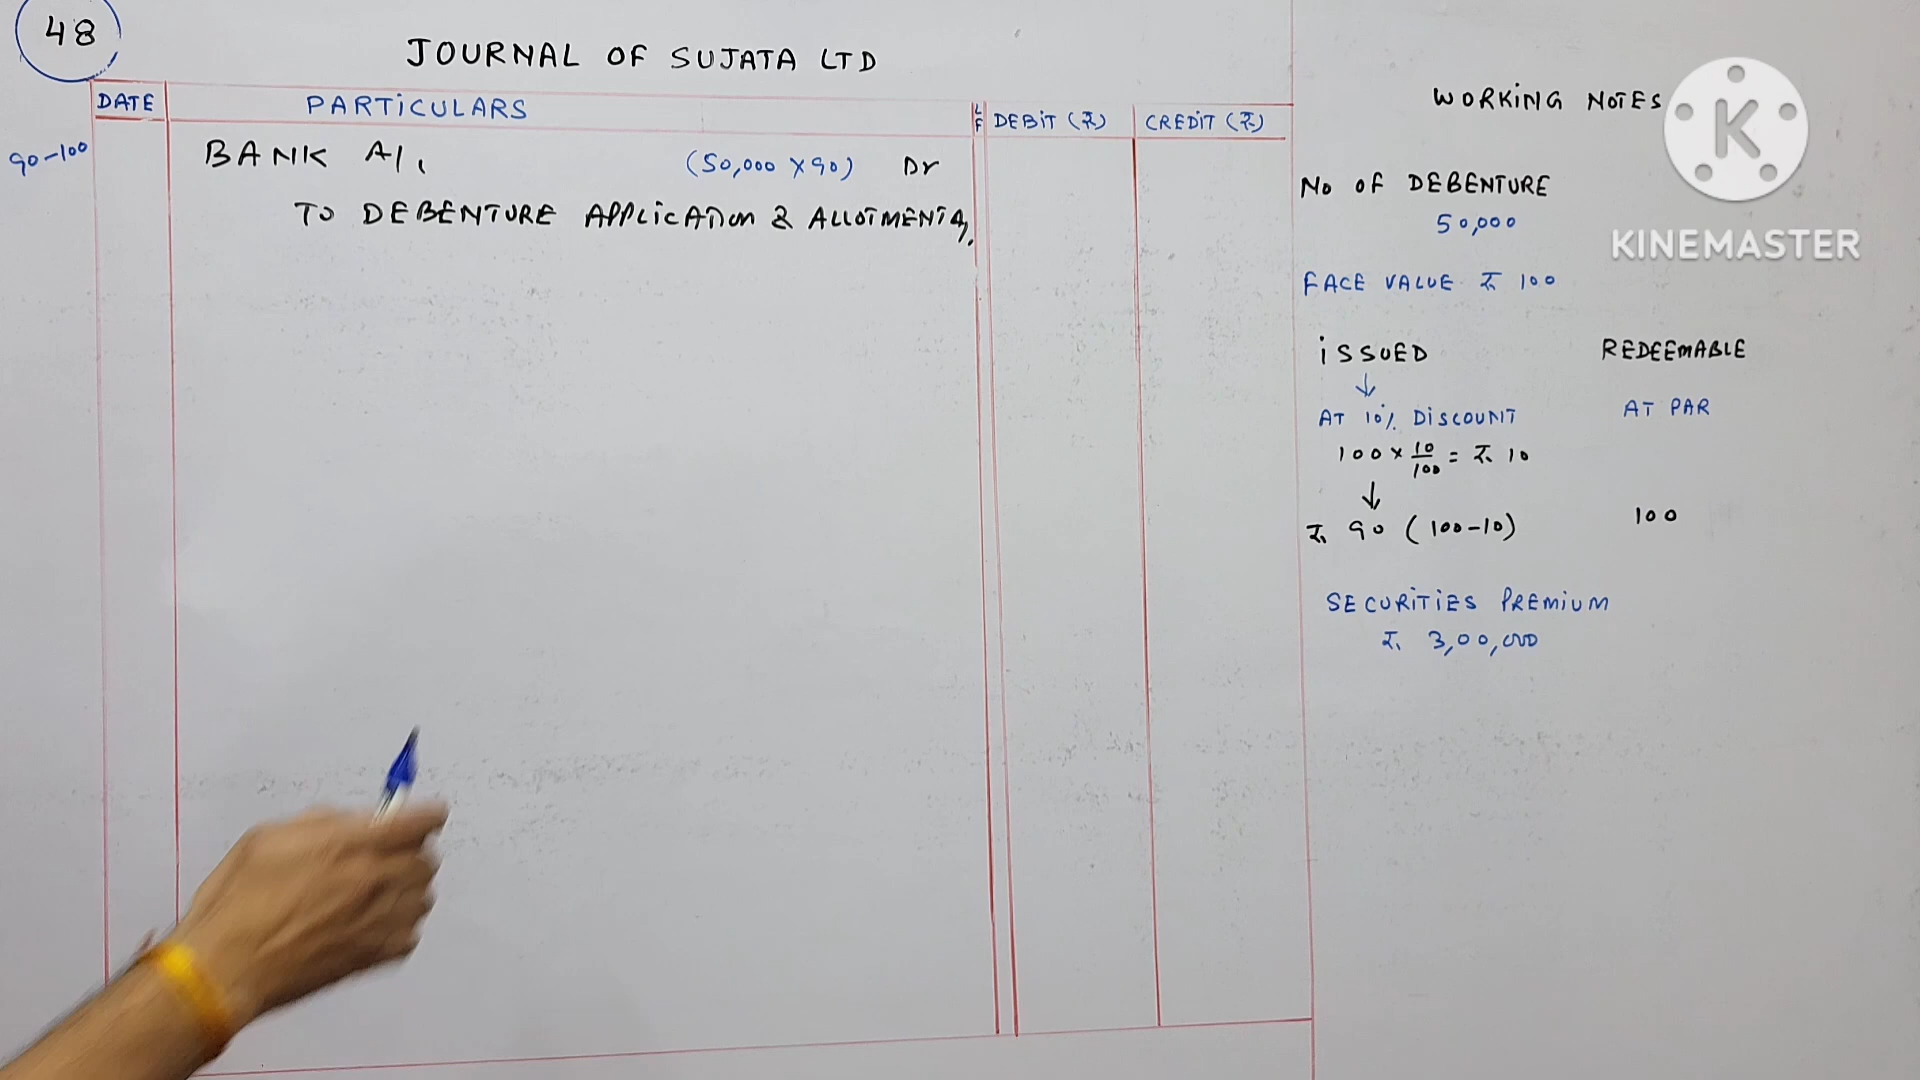 48
JOURNAL OF SUJATA LTD
DATE PARTICULARS LF DEBIT (₹) CREDIT (₹)
90-100 BANK A/c (50,000 X 90) Dr
TO DEBENTURE APPLICATION & ALLOTMENT A/c
WORKING NOTES
K
KINEMASTER
NO OF DEBENTURE
50,000
FACE VALUE ₹ 100
ISSUED REDEEMABLE
↓
AT 10% DISCOUNT AT PAR
100 × 10/100 = ₹ 10
↓
₹ 90 (100-10) 100
SECURITIES PREMIUM
₹ 3,00,000